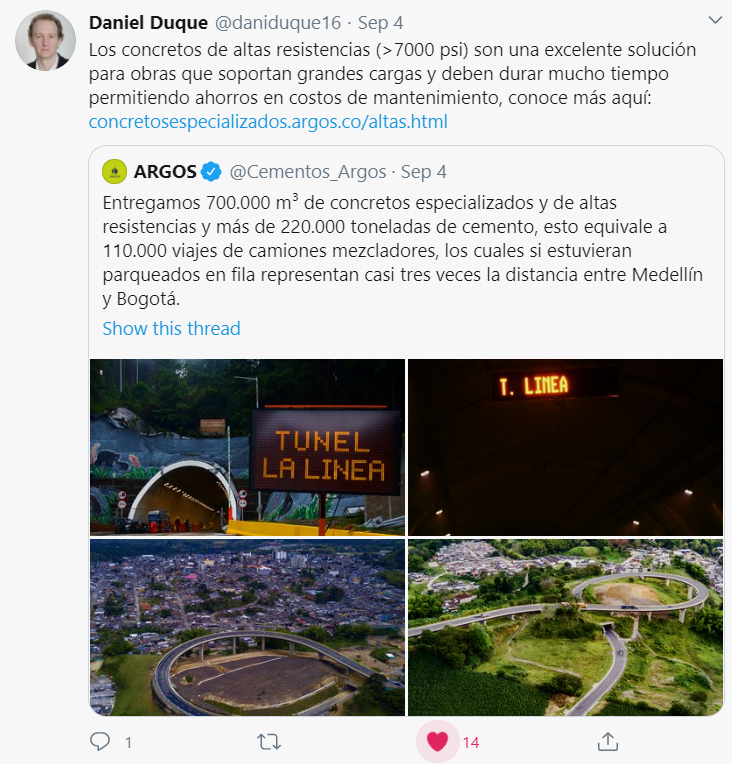 Daniel Duque @daniduque16 · Sep 4
Los concretos de altas resistencias (>7000 psi) son una excelente solución
para obras que soportan grandes cargas y deben durar mucho tiempo
permitiendo ahorros en costos de mantenimiento, conoce más aquí:
concretosespecializados.argos.co/altas.html
ARGOS @Cementos_Argos · Sep 4
Entregamos 700.000 m³ de concretos especializados y de altas
resistencias y más de 220.000 toneladas de cemento, esto equivale a
110.000 viajes de camiones mezcladores, los cuales si estuvieran
parqueados en fila representan casi tres veces la distancia entre Medellín
y Bogotá.
Show this thread
TUNEL
LA LINEA
T. LINEA
1
14